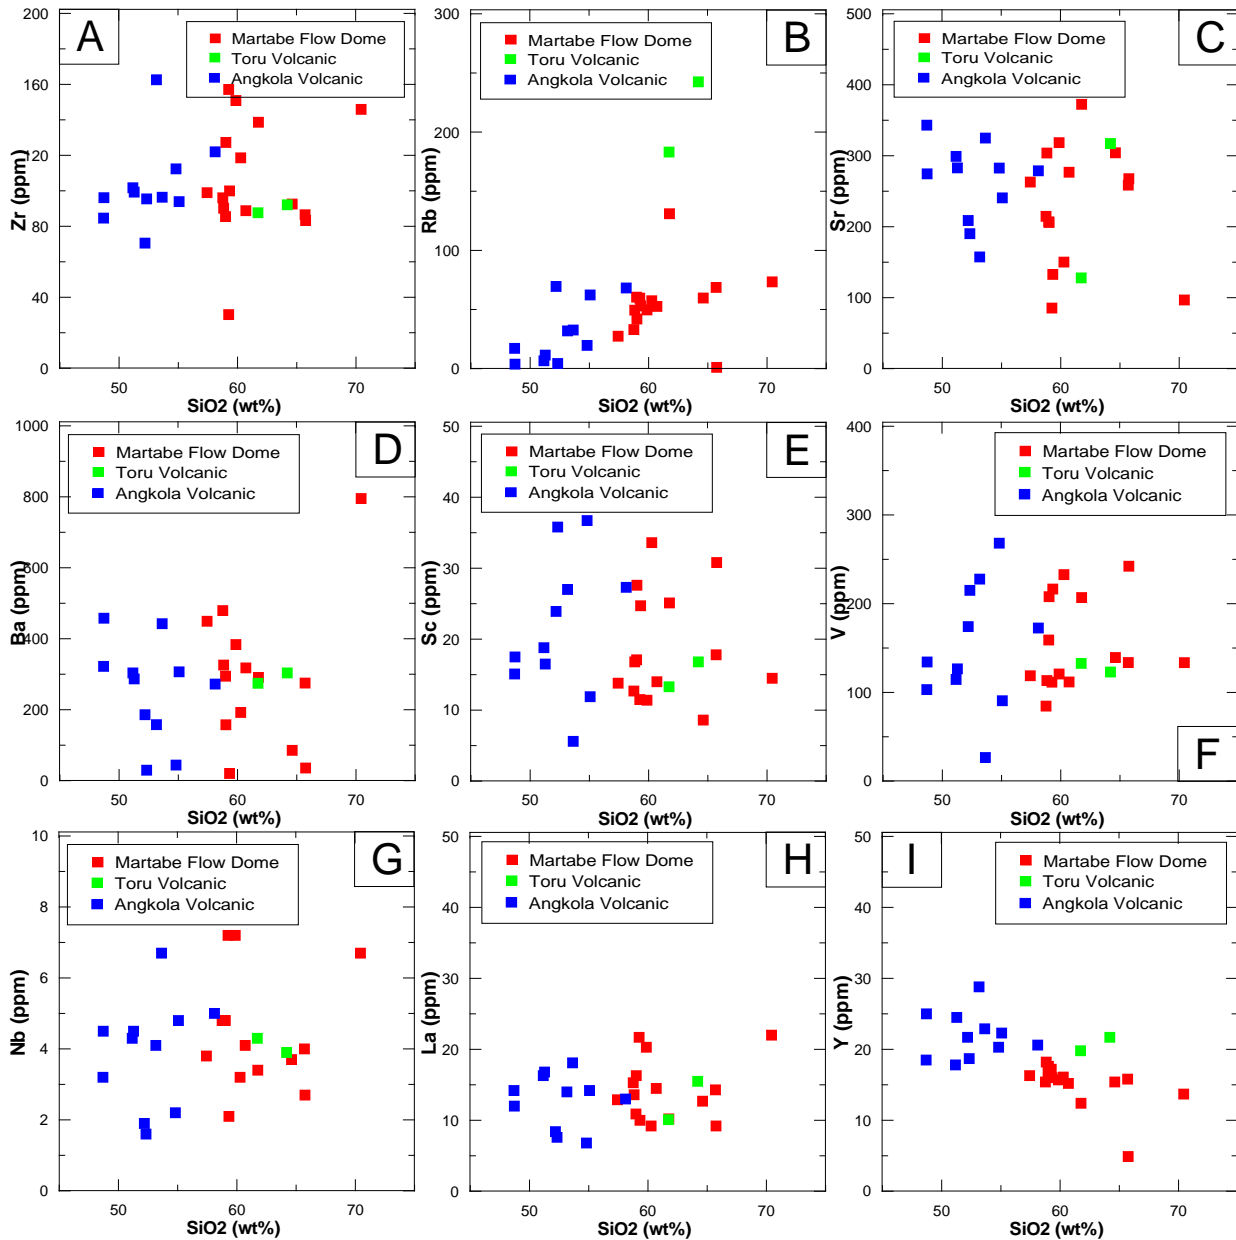 A
Martabe Flow Dome
Toru Volcanic
Angkola Volcanic
200
160
120
80
40
0
Zr (ppm)
50 60 70
SiO2 (wt%)
B
Martabe Flow Dome
Toru Volcanic
Angkola Volcanic
300
200
100
0
Rb (ppm)
50 60 70
SiO2 (wt%)
C
Martabe Flow Dome
Toru Volcanic
Angkola Volcanic
500
400
300
200
100
0
Sr (ppm)
50 60 70
SiO2 (wt%)
D
Martabe Flow Dome
Toru Volcanic
Angkola Volcanic
1000
800
600
400
200
0
Ba (ppm)
50 60 70
SiO2 (wt%)
E
Martabe Flow Dome
Toru Volcanic
Angkola Volcanic
50
40
30
20
10
0
Sc (ppm)
50 60 70
SiO2 (wt%)
F
Martabe Flow Dome
Toru Volcanic
Angkola Volcanic
400
300
200
100
0
V (ppm)
50 60 70
SiO2 (wt%)
G
Martabe Flow Dome
Toru Volcanic
Angkola Volcanic
10
8
6
4
2
0
Nb (ppm)
50 60 70
SiO2 (wt%)
H
Martabe Flow Dome
Toru Volcanic
Angkola Volcanic
50
40
30
20
10
0
La (ppm)
50 60 70
SiO2 (wt%)
I
Martabe Flow Dome
Toru Volcanic
Angkola Volcanic
50
40
30
20
10
0
Y (ppm)
50 60 70
SiO2 (wt%)